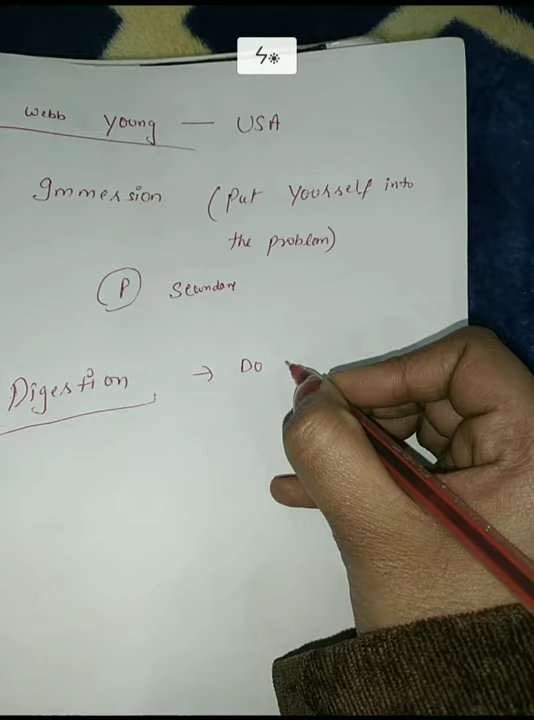 Webb Young — USA
Immersion (Put yourself into
the problem)
P Secondary
Digestion → Do